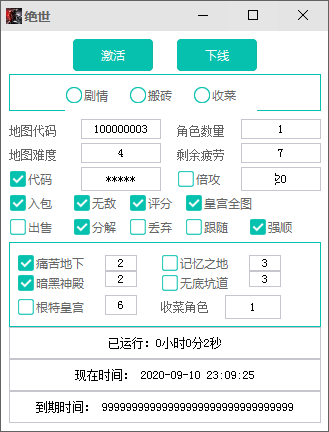 绝世
激活 下线
剧情 搬砖 收菜
地图代码 100000003 角色数量 1
地图难度 4 剩余疲劳 7
代码 ***** 倍攻 20
入包 无敌 评分 皇宫全图
出售 分解 丢弃 跟随 强顺
痛苦地下 2 记忆之地 3
暗黑神殿 2 无底坑道 3
根特皇宫 6 收菜角色 1
已运行: 0小时0分2秒
现在时间: 2020-09-10 23:09:25
到期时间: 99999999999999999999999999999999999